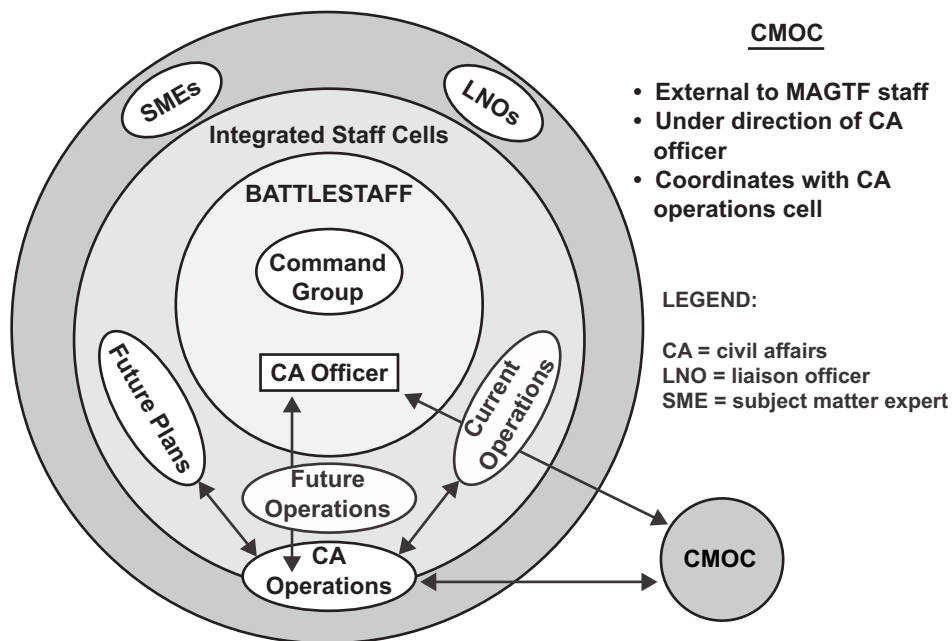 SMEs
LNOs
Integrated Staff Cells
BATTLESTAFF
Command
Group
CA Officer
Future Plans
Current
Operations
Future
Operations
CA
Operations
CMOC
CMOC
• External to MAGTF staff
• Under direction of CA
officer
• Coordinates with CA
operations cell
LEGEND:
CA = civil affairs
LNO = liaison officer
SME = subject matter expert